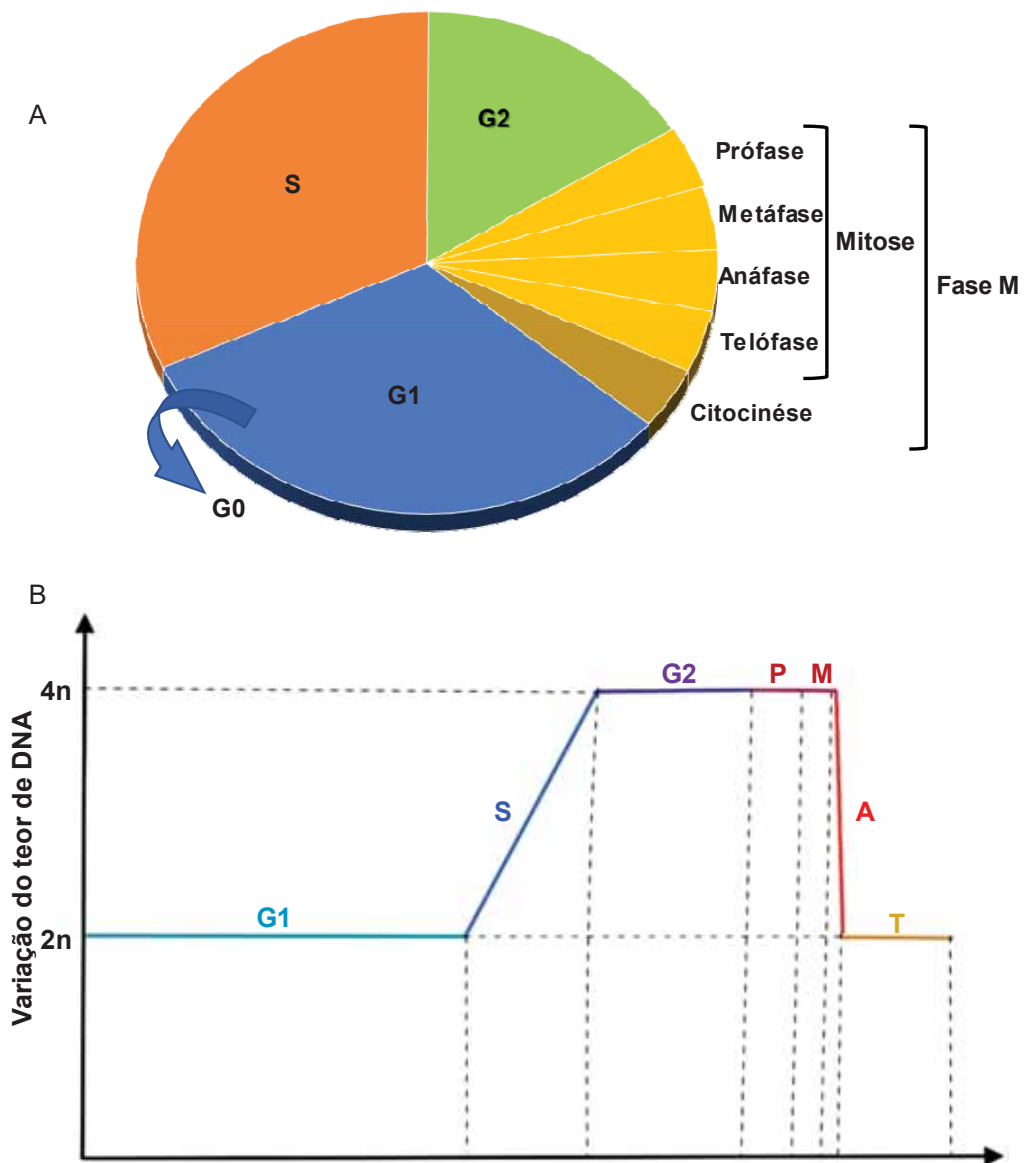 A
G2
S
Prófase
Metáfase
Mitose
Anáfase
Fase M
Telófase
G1
Citocinése
G0
B
Variação do teor de DNA
4n
G2
P
M
S
A
G1
T
2n